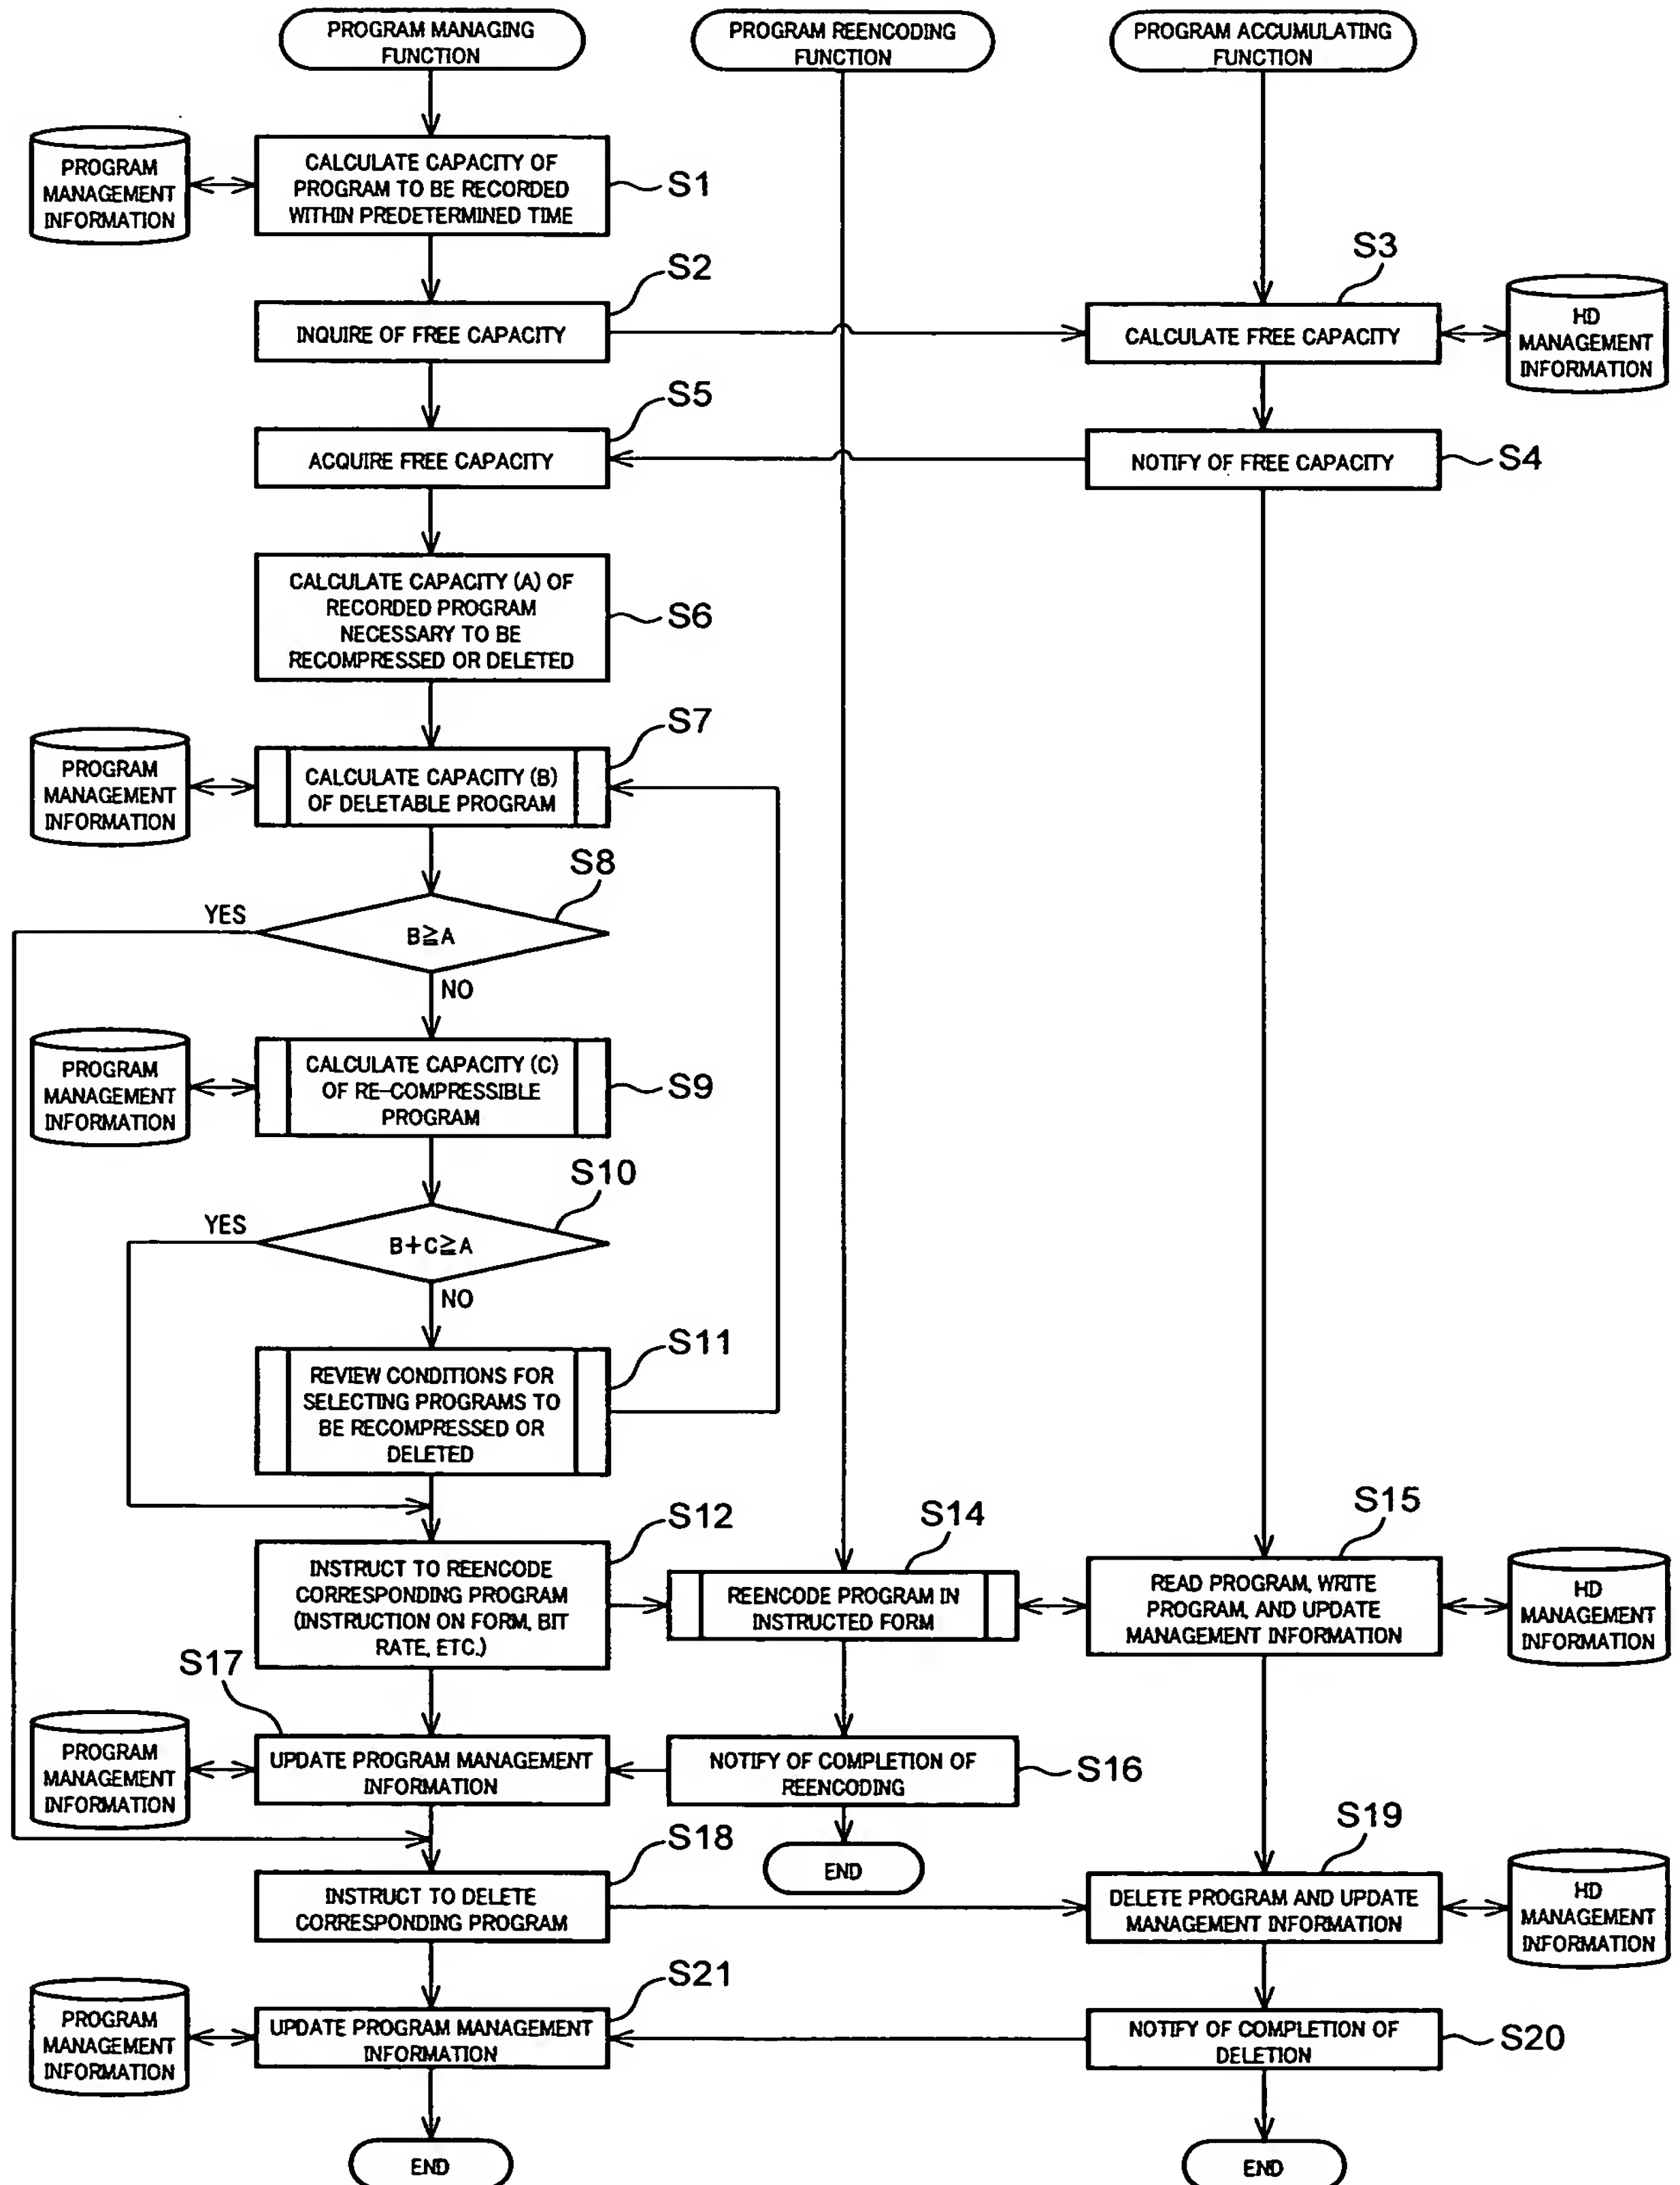 PROGRAM MANAGING
FUNCTION
PROGRAM REENCODING
FUNCTION
PROGRAM ACCUMULATING
FUNCTION
PROGRAM
MANAGEMENT
INFORMATION
CALCULATE CAPACITY OF
PROGRAM TO BE RECORDED
WITHIN PREDETERMINED TIME
S1
S2
INQUIRE OF FREE CAPACITY
S3
CALCULATE FREE CAPACITY
HD
MANAGEMENT
INFORMATION
S5
ACQUIRE FREE CAPACITY
NOTIFY OF FREE CAPACITY
S4
CALCULATE CAPACITY (A) OF
RECORDED PROGRAM
NECESSARY TO BE
RECOMPRESSED OR DELETED
S6
S7
PROGRAM
MANAGEMENT
INFORMATION
CALCULATE CAPACITY (B)
OF DELETABLE PROGRAM
S8
YES
B≧A
NO
PROGRAM
MANAGEMENT
INFORMATION
CALCULATE CAPACITY (C)
OF RE-COMPRESSIBLE
PROGRAM
S9
S10
YES
B+C≧A
NO
S11
REVIEW CONDITIONS FOR
SELECTING PROGRAMS TO
BE RECOMPRESSED OR
DELETED
S12
INSTRUCT TO REENCODE
CORRESPONDING PROGRAM
(INSTRUCTION ON FORM, BIT
RATE, ETC.)
S14
REENCODE PROGRAM IN
INSTRUCTED FORM
S15
READ PROGRAM, WRITE
PROGRAM, AND UPDATE
MANAGEMENT INFORMATION
HD
MANAGEMENT
INFORMATION
S17
PROGRAM
MANAGEMENT
INFORMATION
UPDATE PROGRAM MANAGEMENT
INFORMATION
NOTIFY OF COMPLETION OF
REENCODING
S16
END
S18
INSTRUCT TO DELETE
CORRESPONDING PROGRAM
S19
DELETE PROGRAM AND UPDATE
MANAGEMENT INFORMATION
HD
MANAGEMENT
INFORMATION
S21
PROGRAM
MANAGEMENT
INFORMATION
UPDATE PROGRAM MANAGEMENT
INFORMATION
NOTIFY OF COMPLETION OF
DELETION
S20
END
END